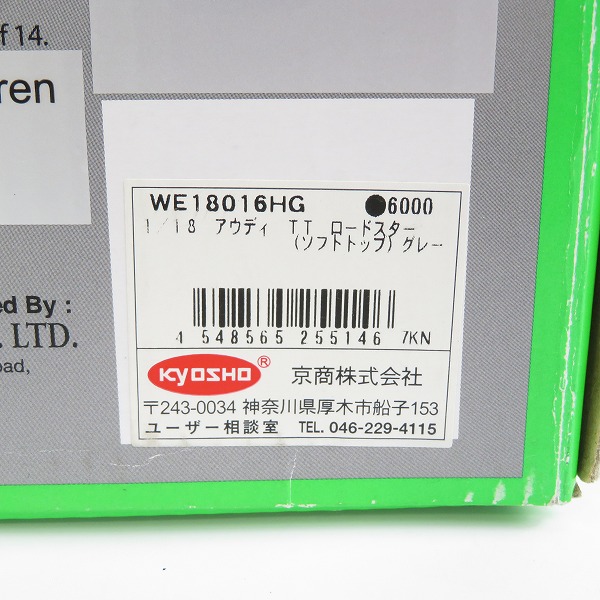 f 14.
ren
WE18016HG ●6000
1/18 アウディ TT ロードスター
(ソフトトップ) グレー
4 548565 255146 7KN
KYOSHO ® 京商株式会社
〒243-0034 神奈川県厚木市船子153
ユーザー相談室 TEL. 046-229-4115
ed By :
. LTD.
oad,